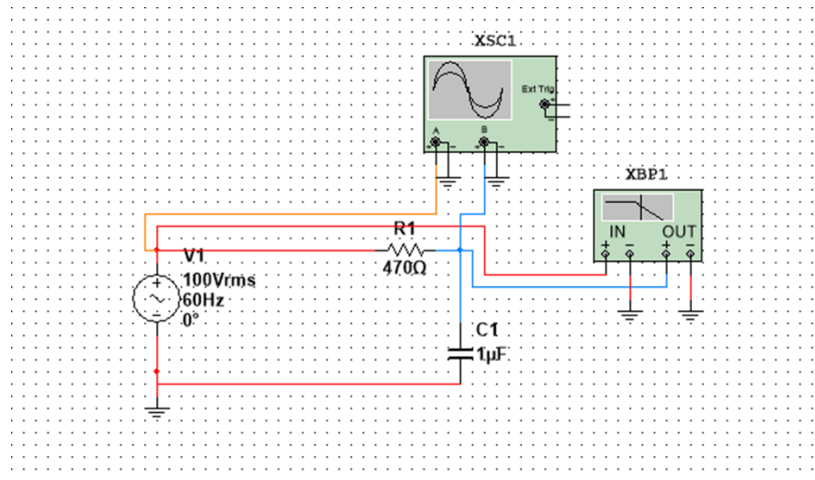 XSC1
Ext Trig
+
-
A
B
+ - + -
XBP1
IN OUT
+ - + -
R1
470Ω
V1
+
100Vrms
60Hz
-
0°
C1
1µF